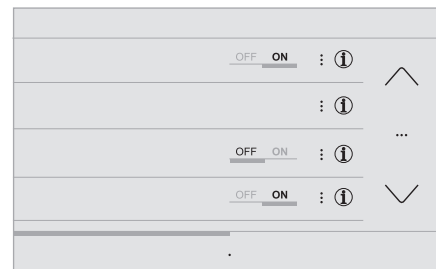 OFF ON ⋮ i
⋮ i
OFF ON ⋮ i
...
OFF ON ⋮ i
.